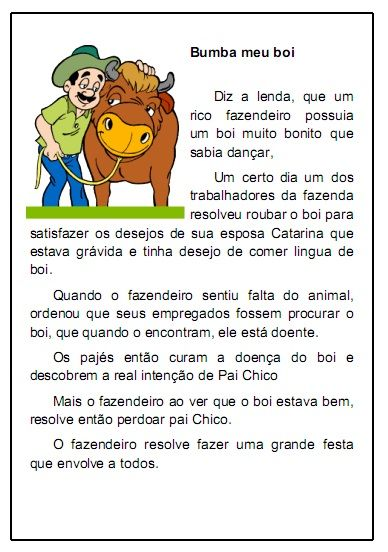 Bumba meu boi
Diz a lenda, que um
rico fazendeiro possuia
um boi muito bonito que
sabia dançar,
Um certo dia um dos
trabalhadores da fazenda
resolveu roubar o boi para
satisfazer os desejos de sua esposa Catarina que
estava grávida e tinha desejo de comer lingua de
boi.
Quando o fazendeiro sentiu falta do animal,
ordenou que seus empregados fossem procurar o
boi, que quando o encontram, ele está doente.
Os pajés então curam a doença do boi e
descobrem a real intenção de Pai Chico
Mais o fazendeiro ao ver que o boi estava bem,
resolve então perdoar pai Chico.
O fazendeiro resolve fazer uma grande festa
que envolve a todos.